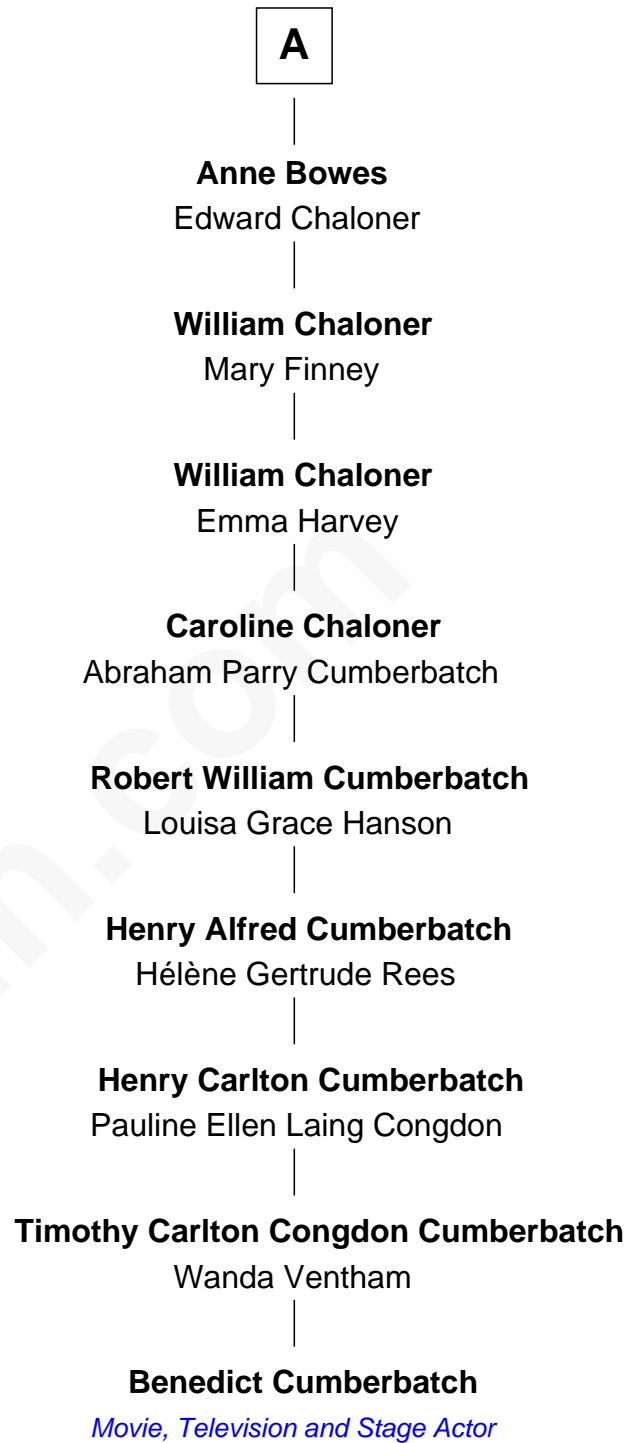 A
Anne Bowes
Edward Chaloner
William Chaloner
Mary Finney
William Chaloner
Emma Harvey
Caroline Chaloner
Abraham Parry Cumberbatch
Robert William Cumberbatch
Louisa Grace Hanson
Henry Alfred Cumberbatch
Hélène Gertrude Rees
Henry Carlton Cumberbatch
Pauline Ellen Laing Congdon
Timothy Carlton Congdon Cumberbatch
Wanda Ventham
Benedict Cumberbatch
Movie, Television and Stage Actor
m.com